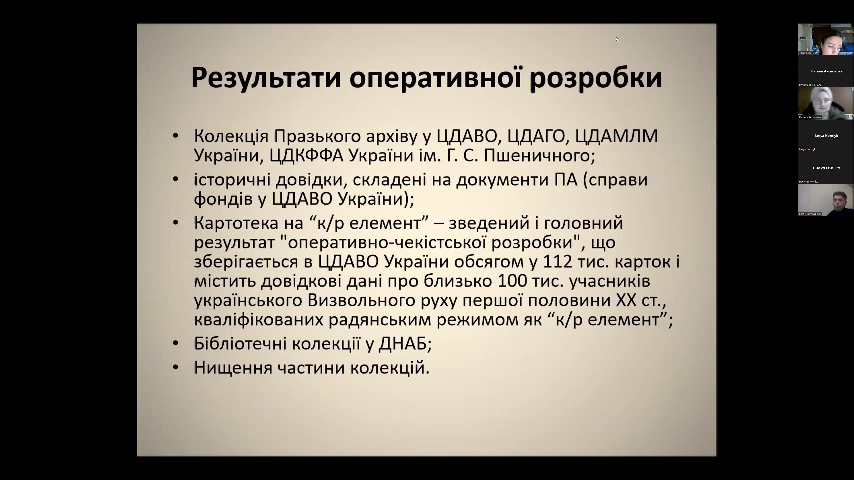 Результати оперативної розробки
• Колекція Празького архіву у ЦДАВО, ЦДАГО, ЦДАМЛМ
України, ЦДКФФА України ім. Г. С. Пшеничного;
• історичні довідки, складені на документи ПА (справи
фондів у ЦДАВО України);
• Картотека на “к/р елемент” – зведений і головний
результат "оперативно-чекістської розробки", що
зберігається в ЦДАВО України обсягом у 112 тис. карток і
містить довідкові дані про близько 100 тис. учасників
українського Визвольного руху першої половини ХХ ст.,
кваліфікованих радянським режимом як “к/р елемент”;
• Бібліотечні колекції у ДНАБ;
• Нищення частини колекцій.